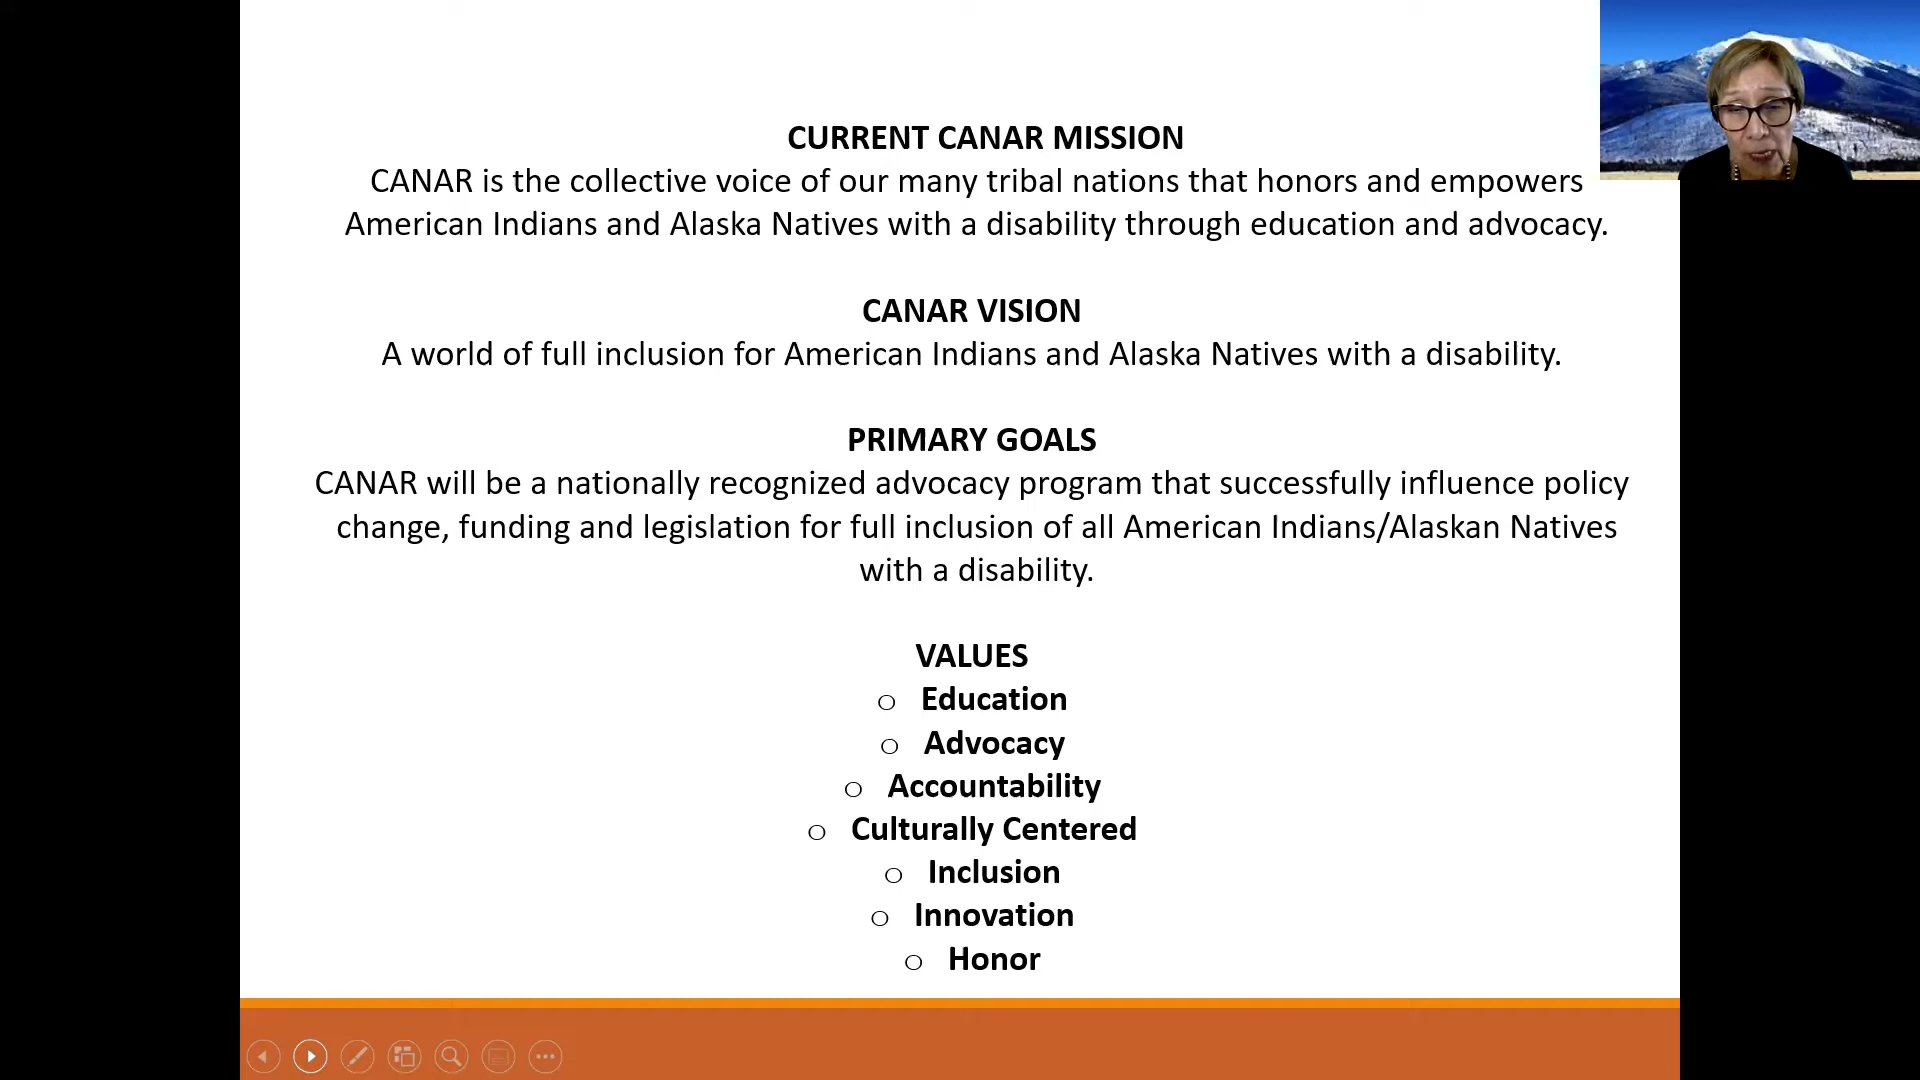 CURRENT CANAR MISSION
CANAR is the collective voice of our many tribal nations that honors and empowers
American Indians and Alaska Natives with a disability through education and advocacy.
CANAR VISION
A world of full inclusion for American Indians and Alaska Natives with a disability.
PRIMARY GOALS
CANAR will be a nationally recognized advocacy program that successfully influence policy
change, funding and legislation for full inclusion of all American Indians/Alaskan Natives
with a disability.
VALUES
o Education
o Advocacy
o Accountability
o Culturally Centered
o Inclusion
o Innovation
o Honor